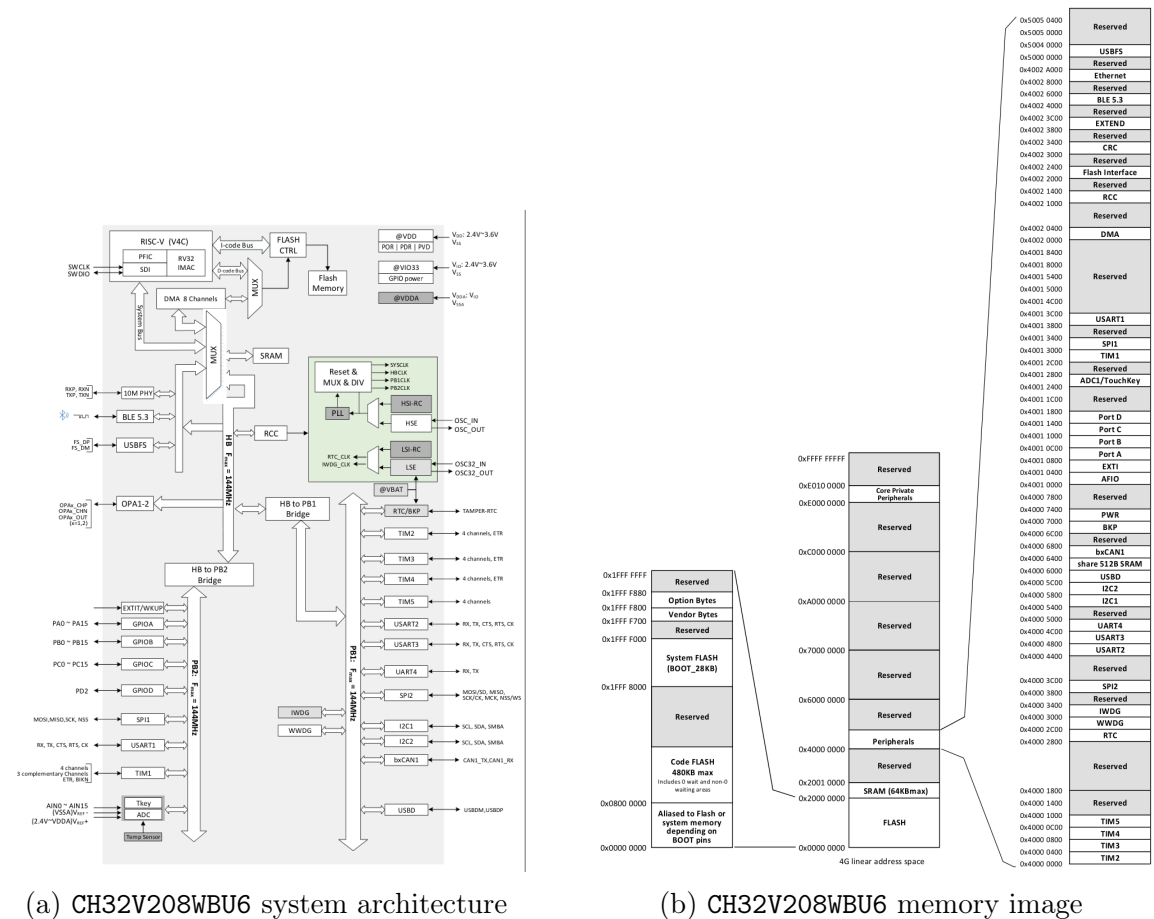 RISC-V (V4C)
PFIC
SDI
RV32
IMAC
SWCLK
SWDIO
I-code Bus
D-code Bus
FLASH
CTRL
MUX
Flash
Memory
@VDD
POR | PDR | PVD
VDD: 2.4V~3.6V
VSS
@VIO33
GPIO power
VIO: 2.4V~3.6V
VSS
@VDDA
VDDA: VIO
VSSA
DMA 8 Channels
System Bus
MUX
SRAM
Reset &
MUX & DIV
SYSCLK
HBCLK
PB1CLK
PB2CLK
PLL
HSI-RC
HSE
OSC_IN
OSC_OUT
LSI-RC
LSE
RTC_CLK
IWDG_CLK
OSC32_IN
OSC32_OUT
RXP, RXN
TXP, TXN
10M PHY
BLE 5.3
FS_DP
FS_DM
USBFS
RCC
HB Fmax = 144MHz
@VBAT
OPAx_CHP
OPAx_CHN
OPAx_OUT
(x=1,2)
OPA1-2
HB to PB1
Bridge
RTC/BKP
TAMPER-RTC
TIM2
4 channels, ETR
TIM3
4 channels, ETR
HB to PB2
Bridge
TIM4
4 channels, ETR
TIM5
4 channels
EXTIT/WKUP
PA0 ~ PA15
GPIOA
USART2
RX, TX, CTS, RTS, CK
PB0 ~ PB15
GPIOB
USART3
RX, TX, CTS, RTS, CK
PC0 ~ PC15
GPIOC
UART4
RX, TX
PD2
GPIOD
SPI2
MOSI/SD, MISO,
SCK/CK, MCK, NSS/WS
PB2: Fmax = 144MHz
PB1: Fmax = 144MHz
MOSI,MISO,SCK, NSS
SPI1
IWDG
WWDG
I2C1
SCL, SDA, SMBA
I2C2
SCL, SDA, SMBA
RX, TX, CTS, RTS, CK
USART1
bxCAN1
CAN1_TX,CAN1_RX
4 channels
3 complementary Channels
ETR, BIKN
TIM1
AIN0 ~ AIN15
(VSSA)VREF-
(2.4V~VDDA)VREF+
Tkey
ADC
Temp Sensor
USBD
USBDM,USBDP
(a) CH32V208WBU6 system architecture
0x1FFF FFFF
Reserved
0x1FFF F880
Option Bytes
0x1FFF F800
Vendor Bytes
0x1FFF F700
Reserved
0x1FFF F000
System FLASH
(BOOT_28KB)
0x1FFF 8000
Reserved
Code FLASH
480KB max
Includes 0 wait and non-0
waiting areas
0x0800 0000
Aliased to Flash or
system memory
depending on
BOOT pins
0x0000 0000
0xFFFF FFFFF
Reserved
0xE010 0000
Core Private
Peripherals
0xE000 0000
Reserved
0xC000 0000
Reserved
0xA000 0000
Reserved
0x7000 0000
Reserved
0x6000 0000
Reserved
Peripherals
0x4000 0000
Reserved
0x2001 0000
SRAM (64KBmax)
0x2000 0000
FLASH
0x0000 0000
4G linear address space
0x5005 0400
Reserved
0x5005 0000
0x5004 0000
USBFS
0x5000 0000
Reserved
0x4002 A000
Ethernet
0x4002 8000
Reserved
0x4002 6000
BLE 5.3
0x4002 4000
Reserved
0x4002 3C00
EXTEND
0x4002 3800
Reserved
0x4002 3400
CRC
0x4002 3000
Reserved
0x4002 2400
Flash Interface
0x4002 2000
Reserved
0x4002 1400
RCC
0x4002 1000
Reserved
0x4002 0400
DMA
0x4002 0000
0x4001 8400
0x4001 8000
Reserved
0x4001 5400
0x4001 5000
0x4001 4C00
0x4001 3C00
USART1
0x4001 3800
Reserved
0x4001 3400
SPI1
0x4001 3000
TIM1
0x4001 2C00
Reserved
0x4001 2800
ADC1/TouchKey
0x4001 2400
Reserved
0x4001 1C00
0x4001 1800
Port D
0x4001 1400
Port C
0x4001 1000
Port B
0x4001 0C00
Port A
0x4001 0800
EXTI
0x4001 0400
AFIO
0x4001 0000
Reserved
0x4000 7800
0x4000 7400
PWR
0x4000 7000
BKP
0x4000 6C00
Reserved
0x4000 6800
bxCAN1
0x4000 6400
share 512B SRAM
0x4000 6000
USBD
0x4000 5C00
I2C2
0x4000 5800
I2C1
0x4000 5400
Reserved
0x4000 5000
UART4
0x4000 4C00
USART3
0x4000 4800
USART2
0x4000 4400
Reserved
0x4000 3C00
SPI2
0x4000 3800
Reserved
0x4000 3400
IWDG
0x4000 3000
WWDG
0x4000 2C00
RTC
0x4000 2800
Reserved
0x4000 1800
0x4000 1400
Reserved
0x4000 1000
TIM5
0x4000 0C00
TIM4
0x4000 0800
TIM3
0x4000 0400
TIM2
0x4000 0000
(b) CH32V208WBU6 memory image